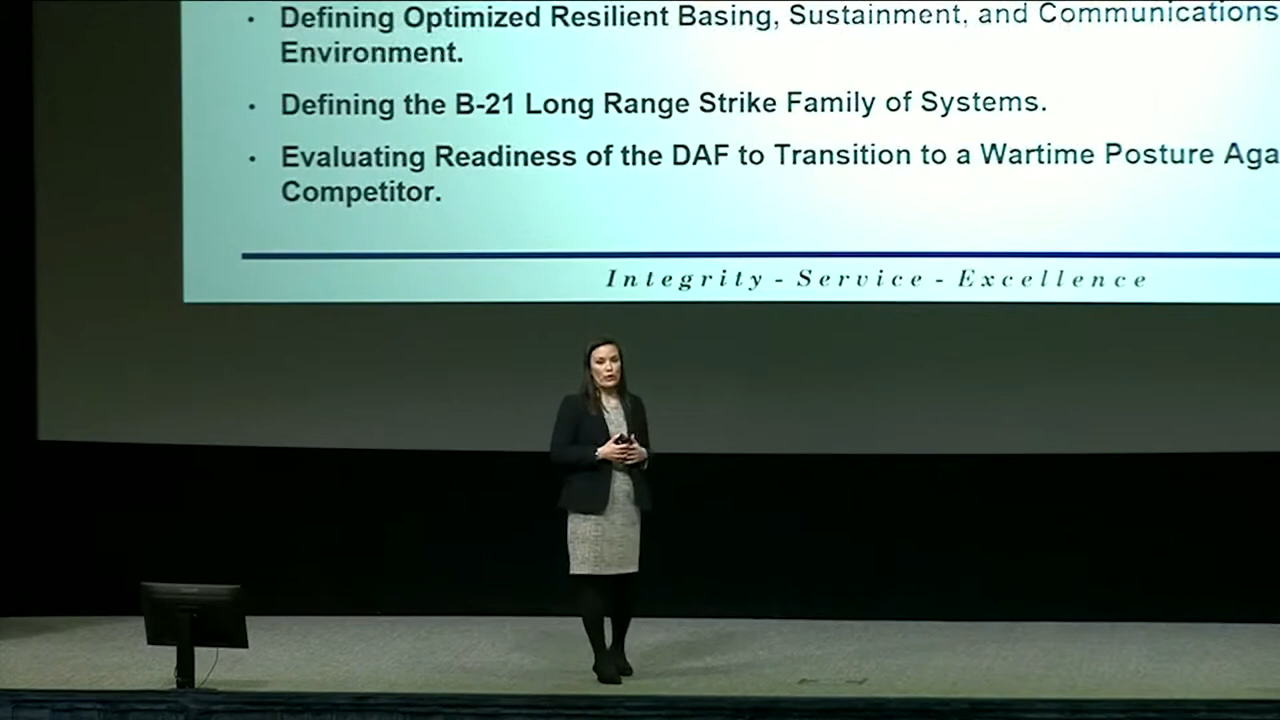 • Defining Optimized Resilient Basing, Sustainment, and Communications
Environment.
• Defining the B-21 Long Range Strike Family of Systems.
• Evaluating Readiness of the DAF to Transition to a Wartime Posture Aga
Competitor.
Integrity - Service - Excellence